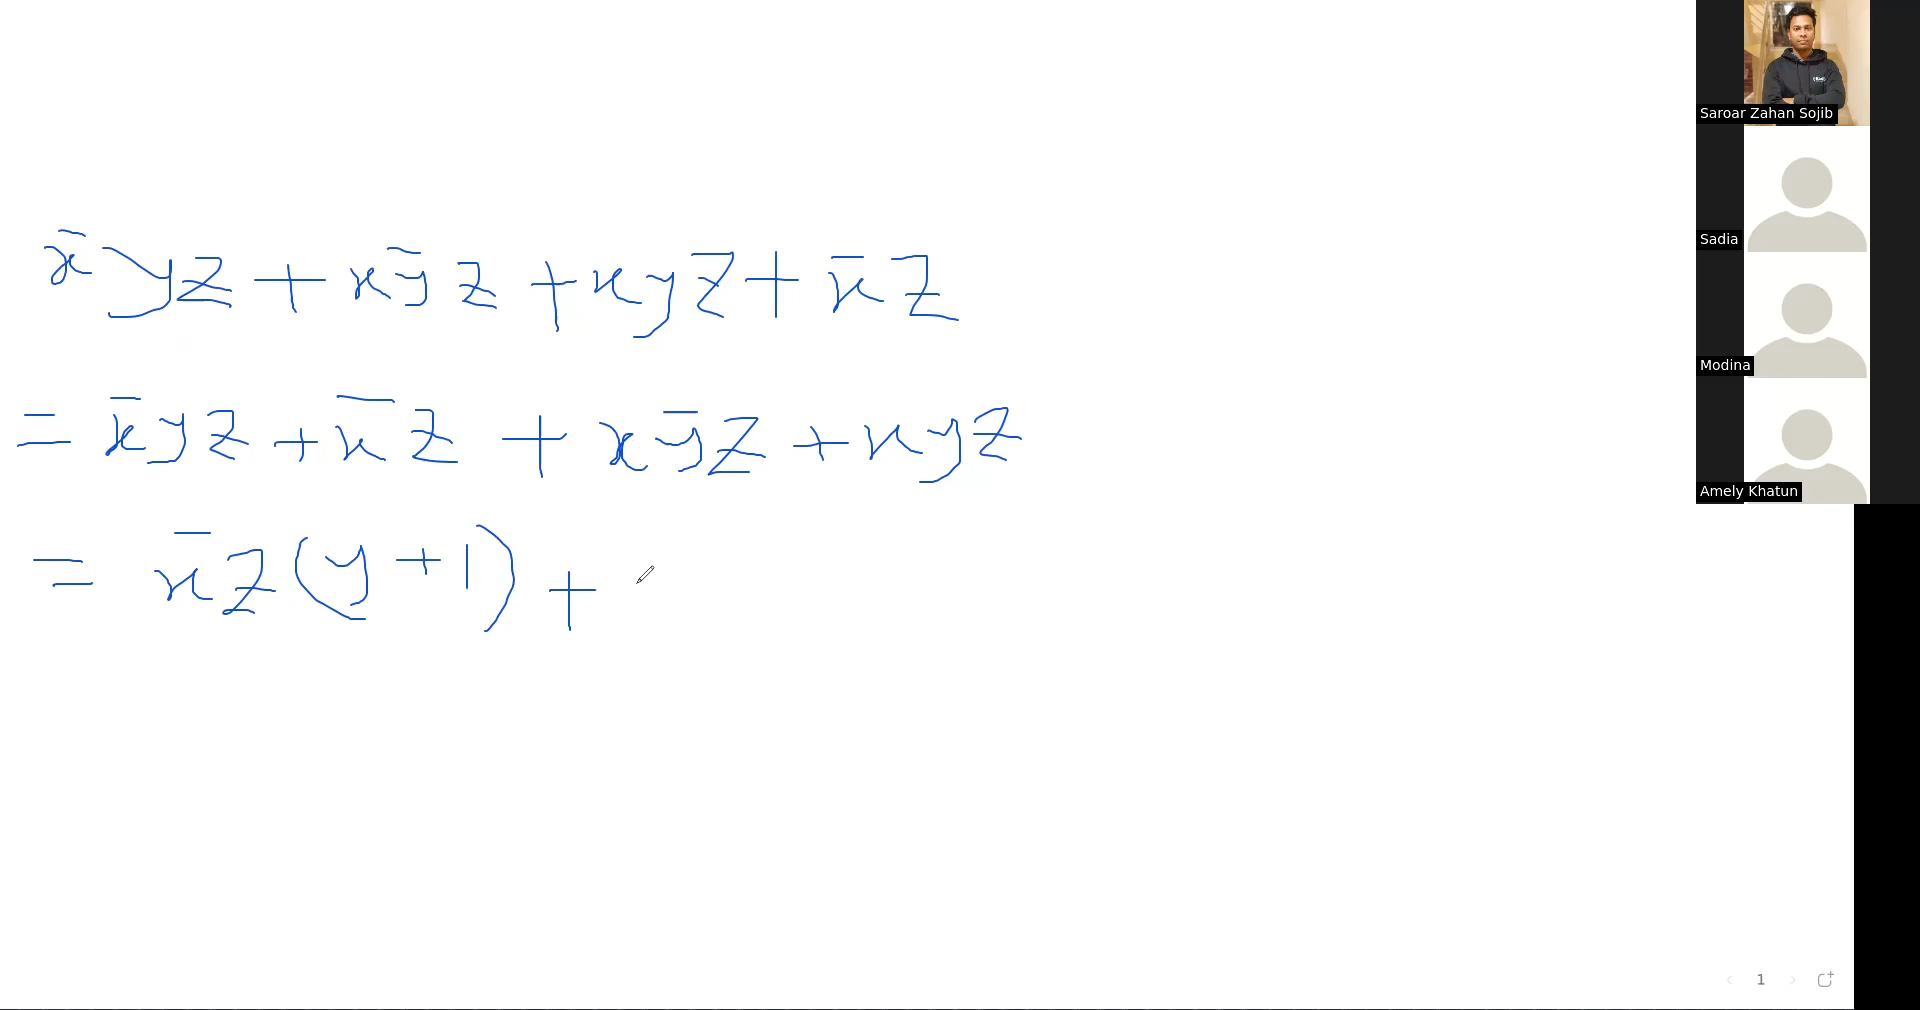 x̄yz + xȳz + xyz + x̄z
= x̄yz + x̄z + xȳz + xyz
= x̄z(y+1) +
Saroar Zahan Sojib
Sadia
Modina
Amely Khatun
1